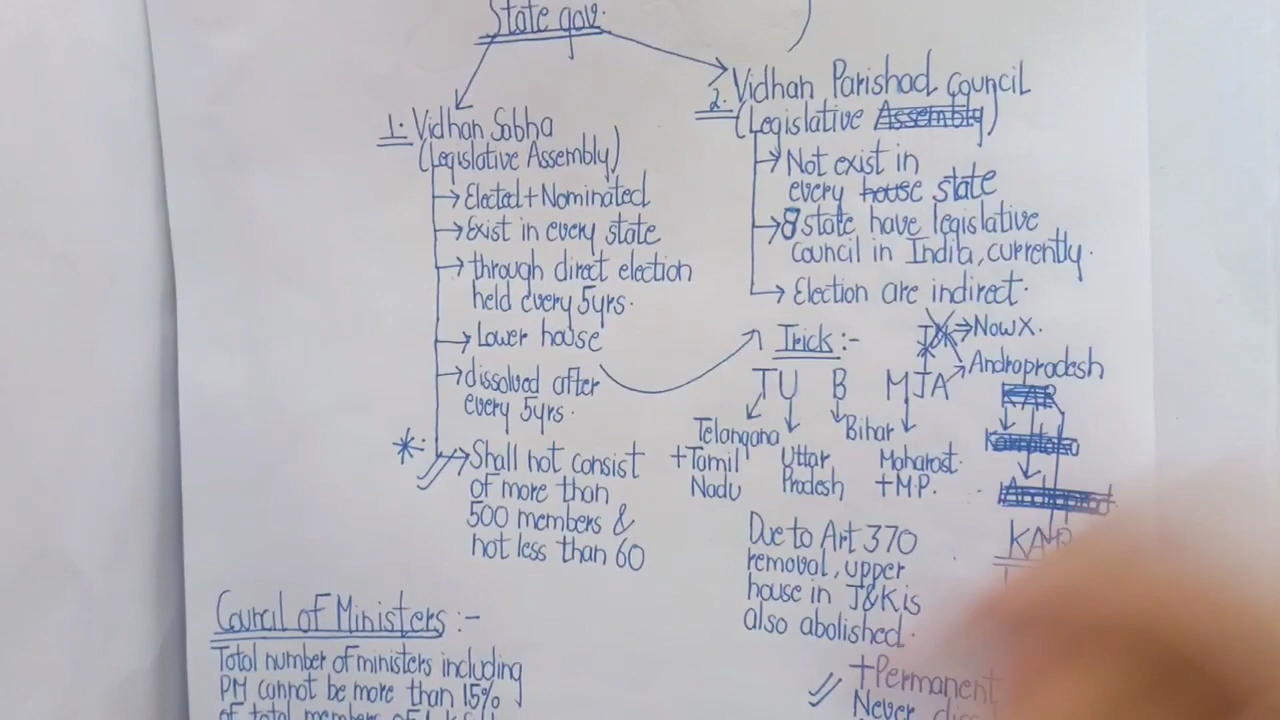 State gov.
1. Vidhan Sabha
(Legislative Assembly)
→ Elected + Nominated
→ Exist in every state
→ through direct election
held every 5yrs.
→ Lower house
→ dissolved after
every 5yrs.
*: → Shall not consist
of more than
500 members &
not less than 60
2. Vidhan Parishad Council
(Legislative Assembly)
→ Not exist in
every house state
→ 8 state have legislative
council in India, currently.
→ Election are indirect.
Trick :- → Now X.
TU B MJA → Andropradesh
Telangana
+Tamil
Nadu
Uttar
Pradesh
Bihar
Maharast.
+M.P.
KAR
Due to Art 370
removal, upper
house in J&K is
also abolished.
+Permanent
Never
Council of Ministers :-
Total number of ministers including
PM cannot be more than 15%
of total